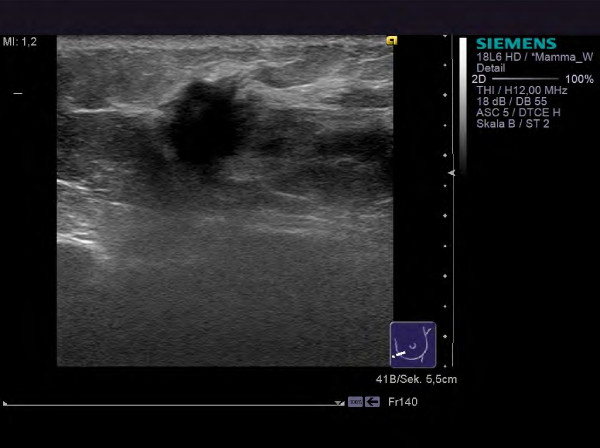 MI: 1,2
SIEMENS
18L6 HD / *Mamma_W
Detail
2D 100%
THI / H12,00 MHz
18 dB / DB 55
ASC 5 / DTCE H
Skala B / ST 2
41B/Sek. 5,5cm
Fr140